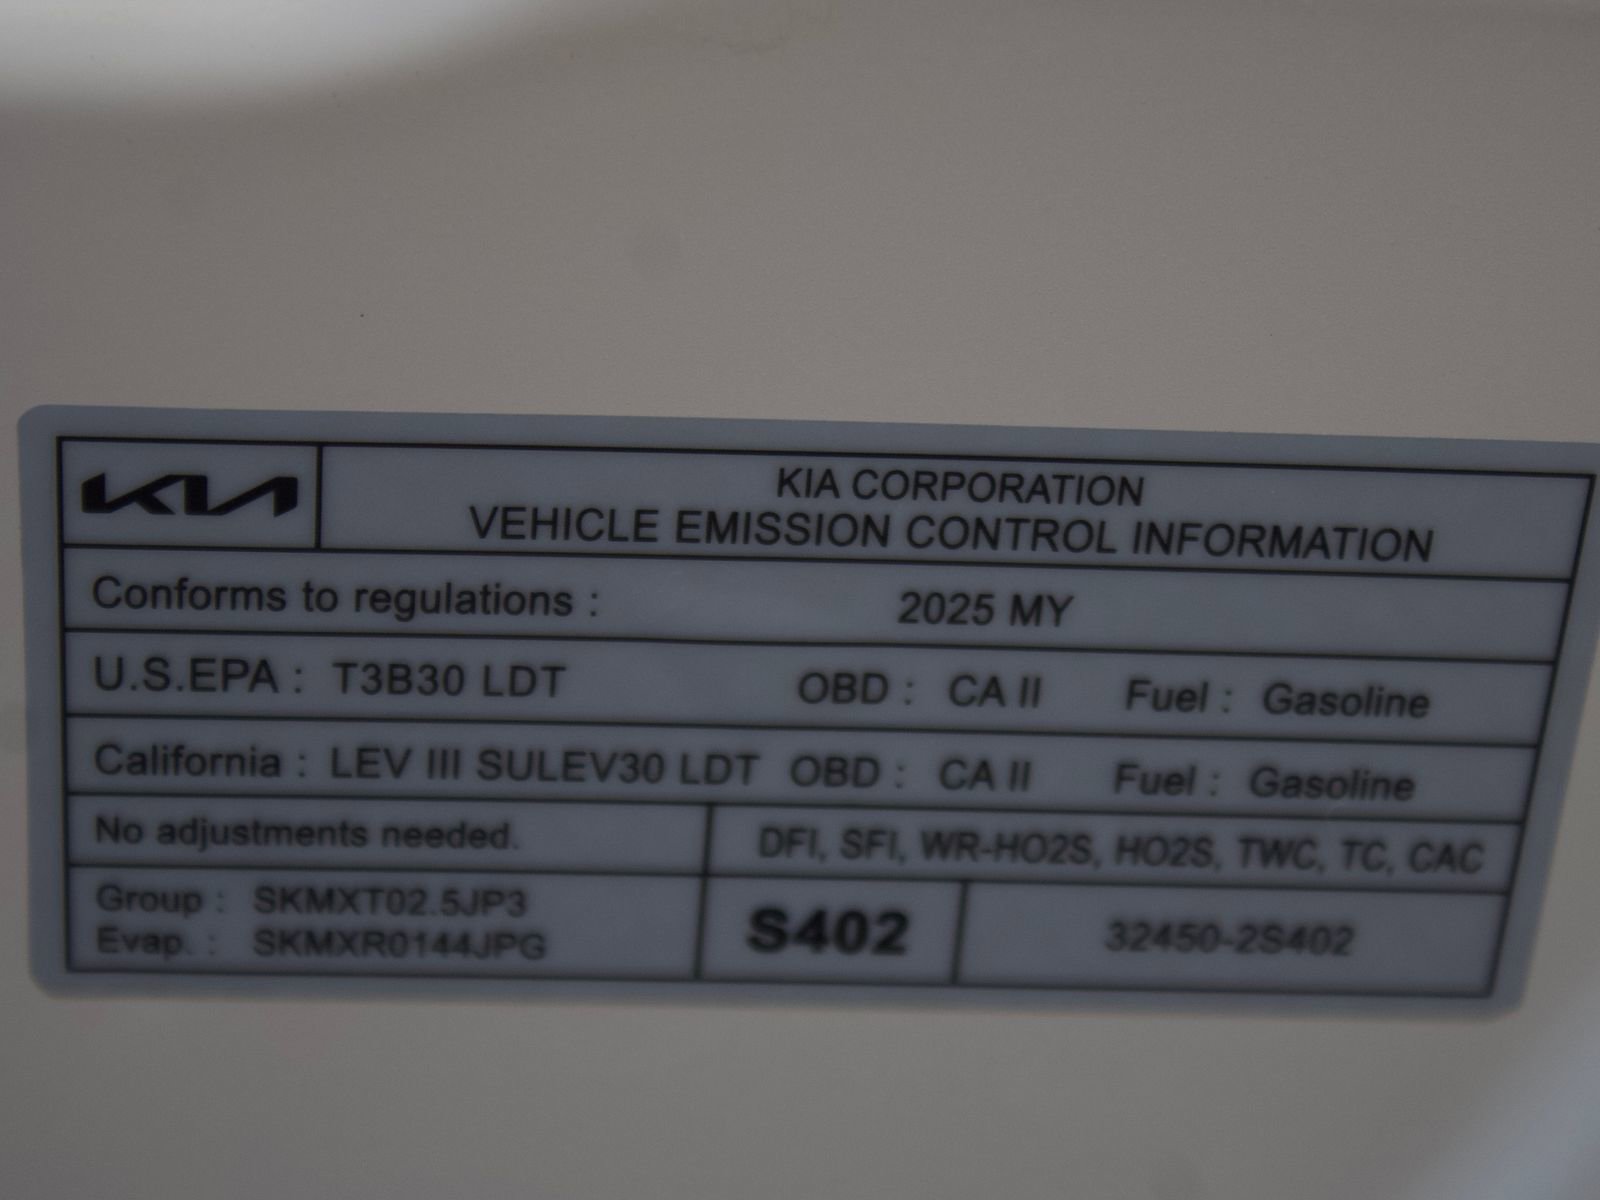 KIA
KIA CORPORATION
VEHICLE EMISSION CONTROL INFORMATION
Conforms to regulations : 2025 MY
U.S.EPA : T3B30 LDT OBD : CA II Fuel : Gasoline
California : LEV III SULEV30 LDT OBD : CA II Fuel : Gasoline
No adjustments needed. DFI, SFI, WR-HO2S, HO2S, TWC, TC, CAC
Group : SKMXT02.5JP3
Evap. : SKMXR0144JPG
S402
32450-2S402